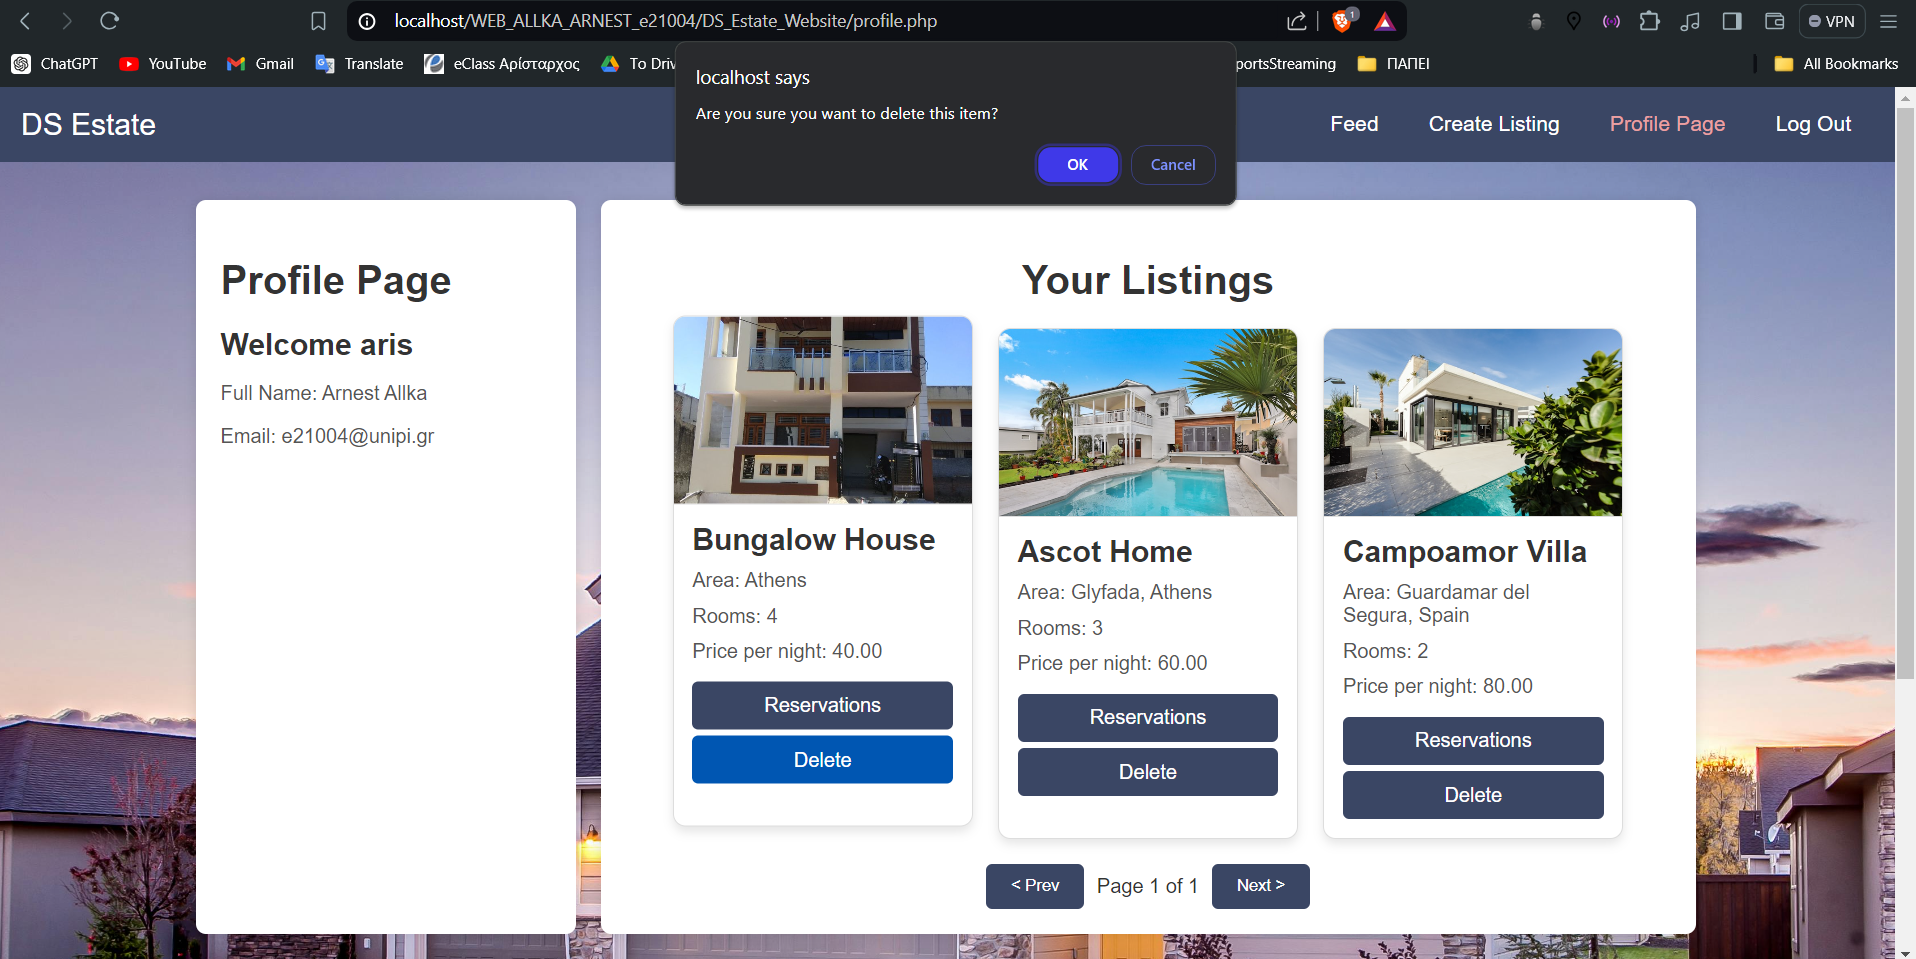 localhost/WEB_ALLKA_ARNEST_e21004/DS_Estate_Website/profile.php
1
VPN
ChatGPT
YouTube
Gmail
Translate
eClass Αρίσταρχος
portsStreaming
ΠΑΠΕΙ
All Bookmarks
localhost says
Are you sure you want to delete this item?
OK
Cancel
DS Estate
Feed
Create Listing
Profile Page
Log Out
Profile Page
Welcome aris
Full Name: Arnest Allka
Email: e21004@unipi.gr
Your Listings
Bungalow House
Area: Athens
Rooms: 4
Price per night: 40.00
Reservations
Delete
Ascot Home
Area: Glyfada, Athens
Rooms: 3
Price per night: 60.00
Reservations
Delete
Campoamor Villa
Area: Guardamar del
Segura, Spain
Rooms: 2
Price per night: 80.00
Reservations
Delete
< Prev
Page 1 of 1
Next >